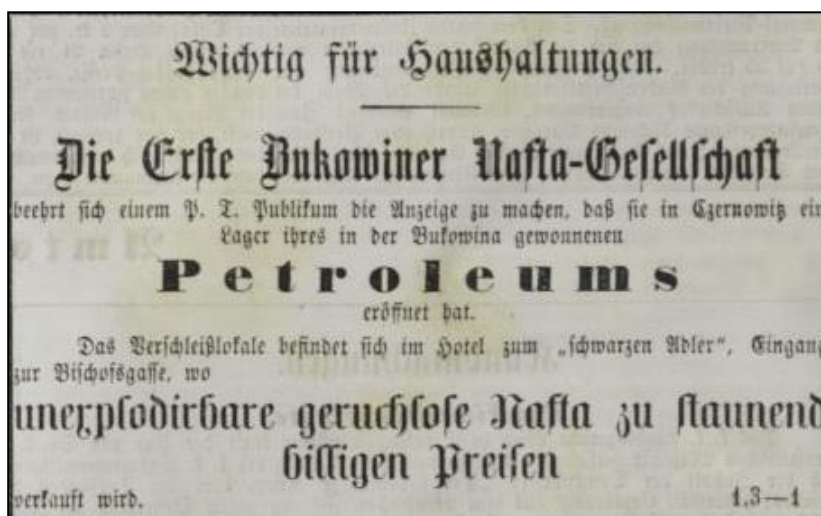 Wichtig für Haushaltungen.
Die Erste Bukowiner Nafta-Gesellschaft
beehrt sich einem P. T. Publikum die Anzeige zu machen, daß sie in Czernowitz ein
Lager ihres in der Bukowina gewonnenen
Petroleums
eröffnet hat.
Das Verschleißlokale befindet sich im Hotel zum „schwarzen Adler“, Eingang
zur Bischofsgasse, wo
unexplodirbare geruchlose Nafta zu staunend
billigen Preisen
verkauft wird. 1,3—1